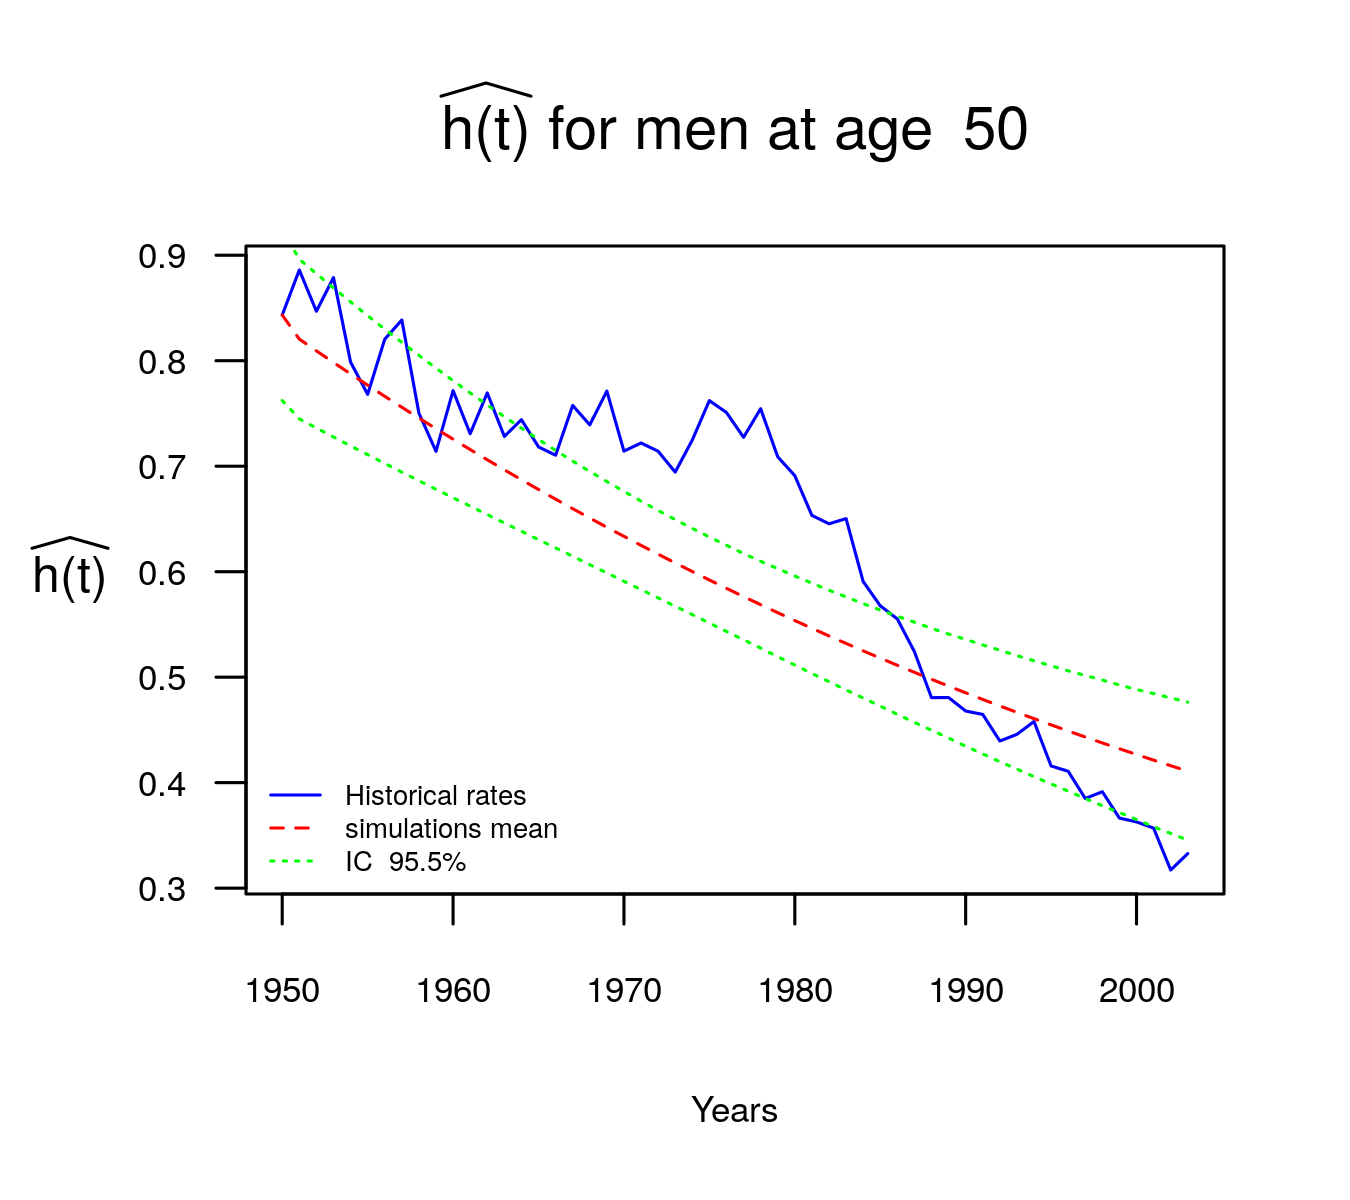 h(t) for men at age 50
0.9
0.8
0.7
0.6
0.5
0.4
0.3
h(t)
Historical rates
simulations mean
IC 95.5%
1950 1960 1970 1980 1990 2000
Years